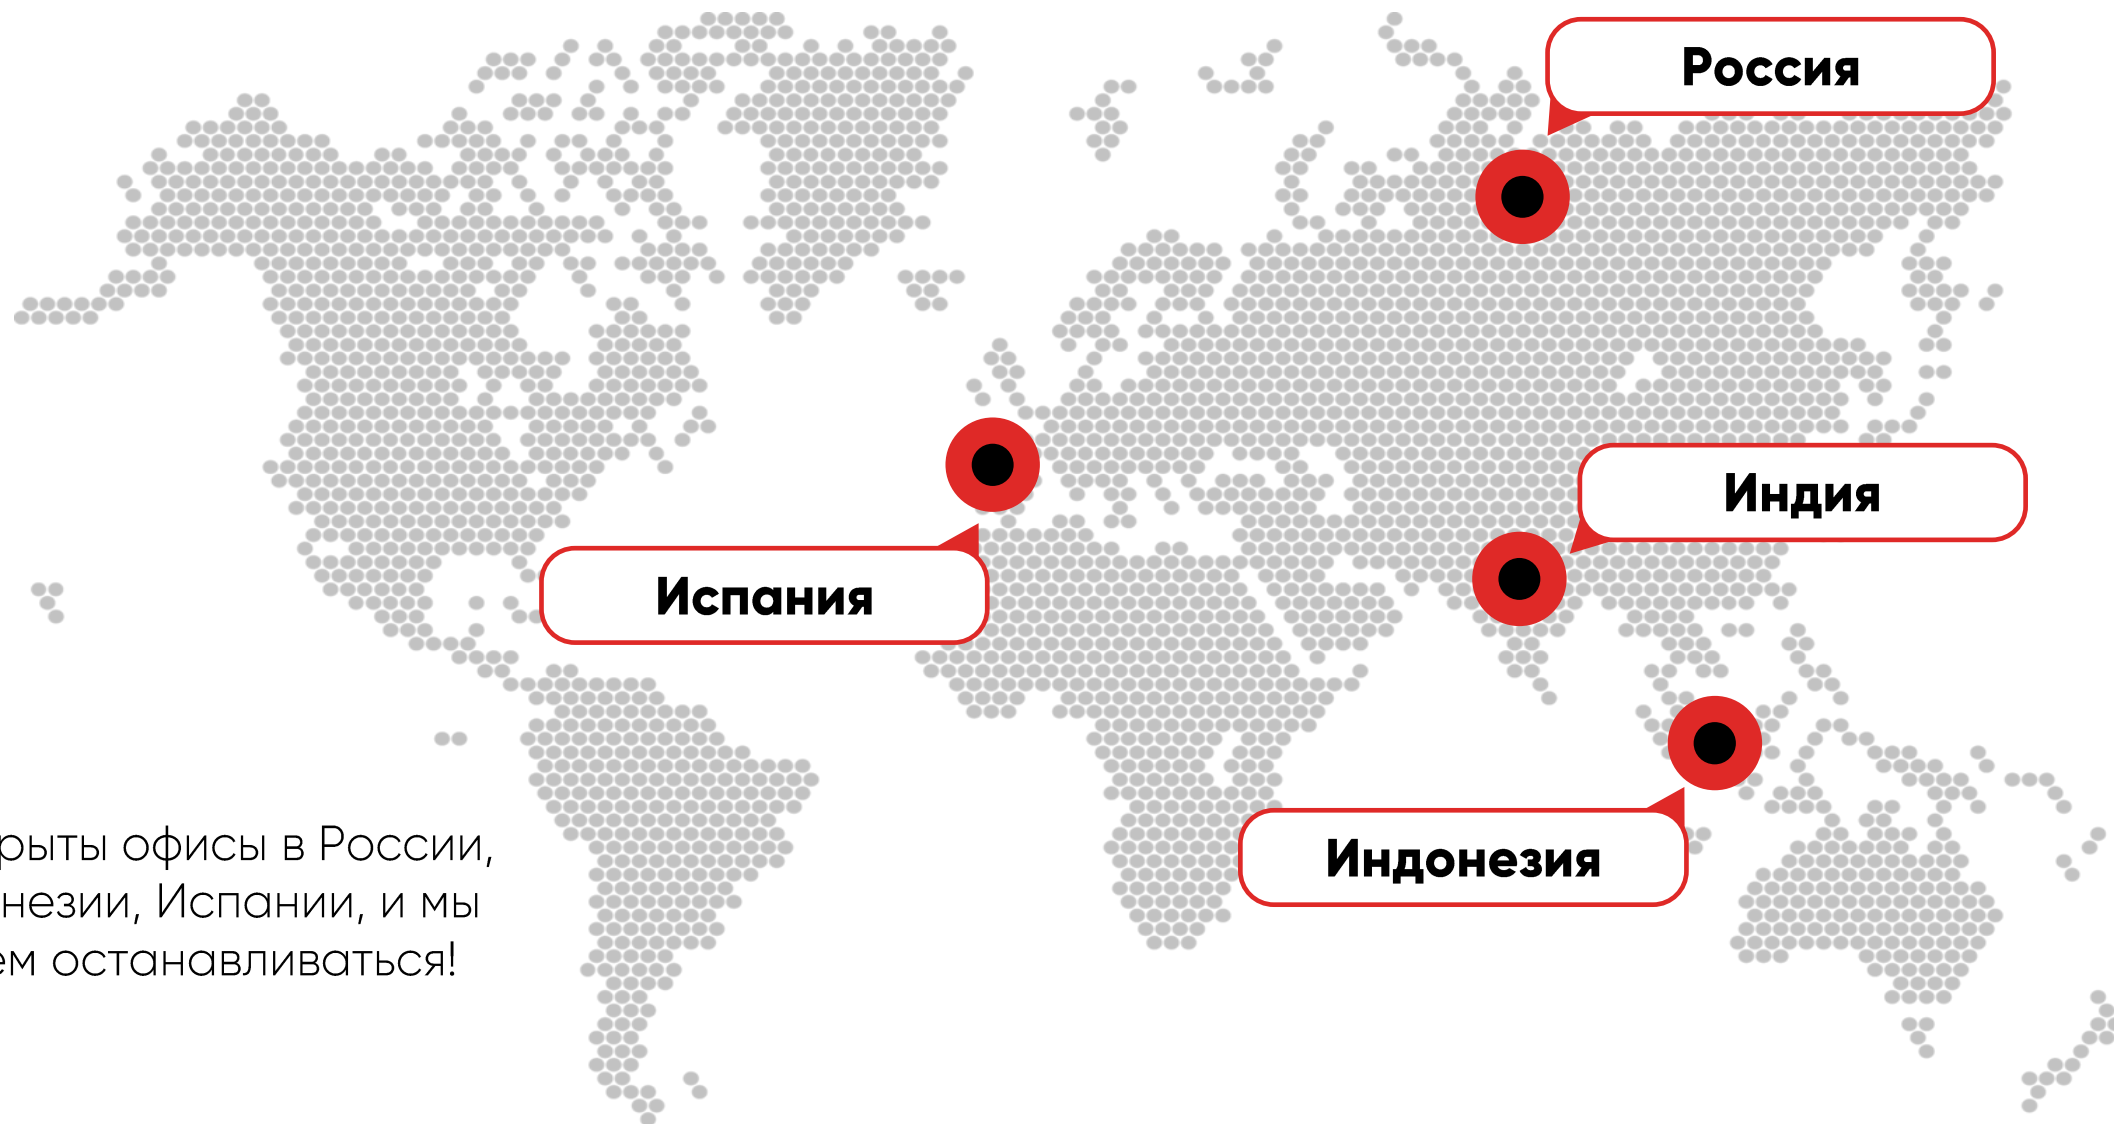 Россия
Индия
Испания
Индонезия
рыты офисы в России,
незии, Испании, и мы
ем останавливаться!